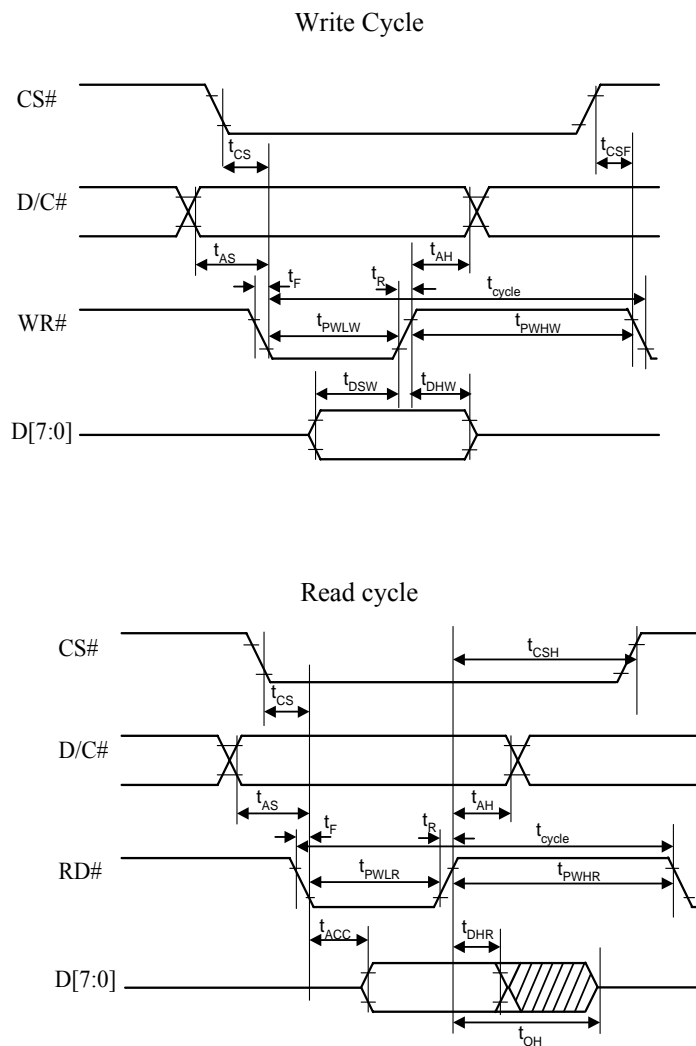 Write Cycle
CS#
tCS
tCSF
D/C#
tAS
tAH
tF
tR
tcycle
WR#
tPWLW
tPWHW
tDSW
tDHW
D[7:0]
Read cycle
CS#
tCSH
tCS
D/C#
tAS
tAH
tF
tR
tcycle
RD#
tPWLR
tPWHR
tACC
tDHR
D[7:0]
tOH